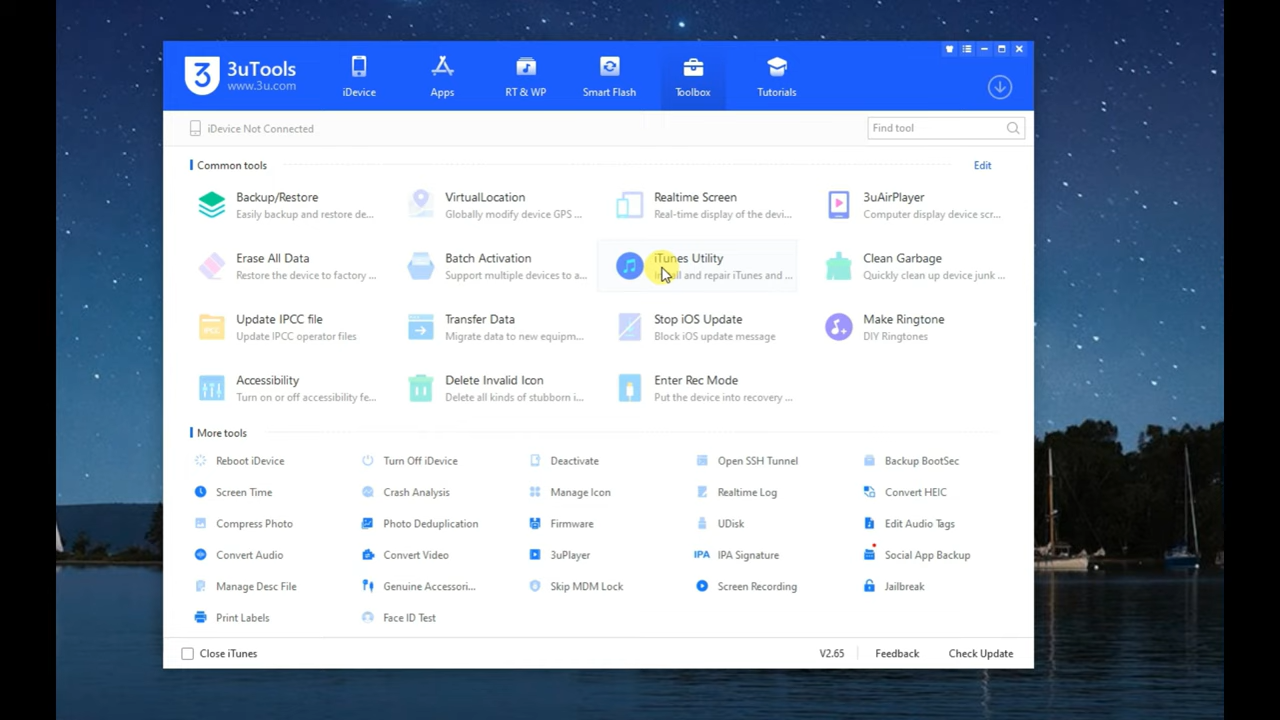 3uTools
www.3u.com
iDevice
Apps
RT & WP
Smart Flash
Toolbox
Tutorials
iDevice Not Connected
Find tool
Common tools
Edit
Backup/Restore
Easily backup and restore de...
VirtualLocation
Globally modify device GPS ...
Realtime Screen
Real-time display of the devi...
3uAirPlayer
Computer display device scr...
Erase All Data
Restore the device to factory ...
Batch Activation
Support multiple devices to a...
iTunes Utility
and repair iTunes and ...
Clean Garbage
Quickly clean up device junk ...
Update IPCC file
Update IPCC operator files
Transfer Data
Migrate data to new equipm...
Stop iOS Update
Block iOS update message
Make Ringtone
DIY Ringtones
Accessibility
Turn on or off accessibility fe...
Delete Invalid Icon
Delete all kinds of stubborn i...
Enter Rec Mode
Put the device into recovery ...
More tools
Reboot iDevice
Turn Off iDevice
Deactivate
Open SSH Tunnel
Backup BootSec
Screen Time
Crash Analysis
Manage Icon
Realtime Log
Convert HEIC
Compress Photo
Photo Deduplication
Firmware
UDisk
Edit Audio Tags
Convert Audio
Convert Video
3uPlayer
IPA IPA Signature
Social App Backup
Manage Desc File
Genuine Accessori...
Skip MDM Lock
Screen Recording
Jailbreak
Print Labels
Face ID Test
Close iTunes
V2.65
Feedback
Check Update